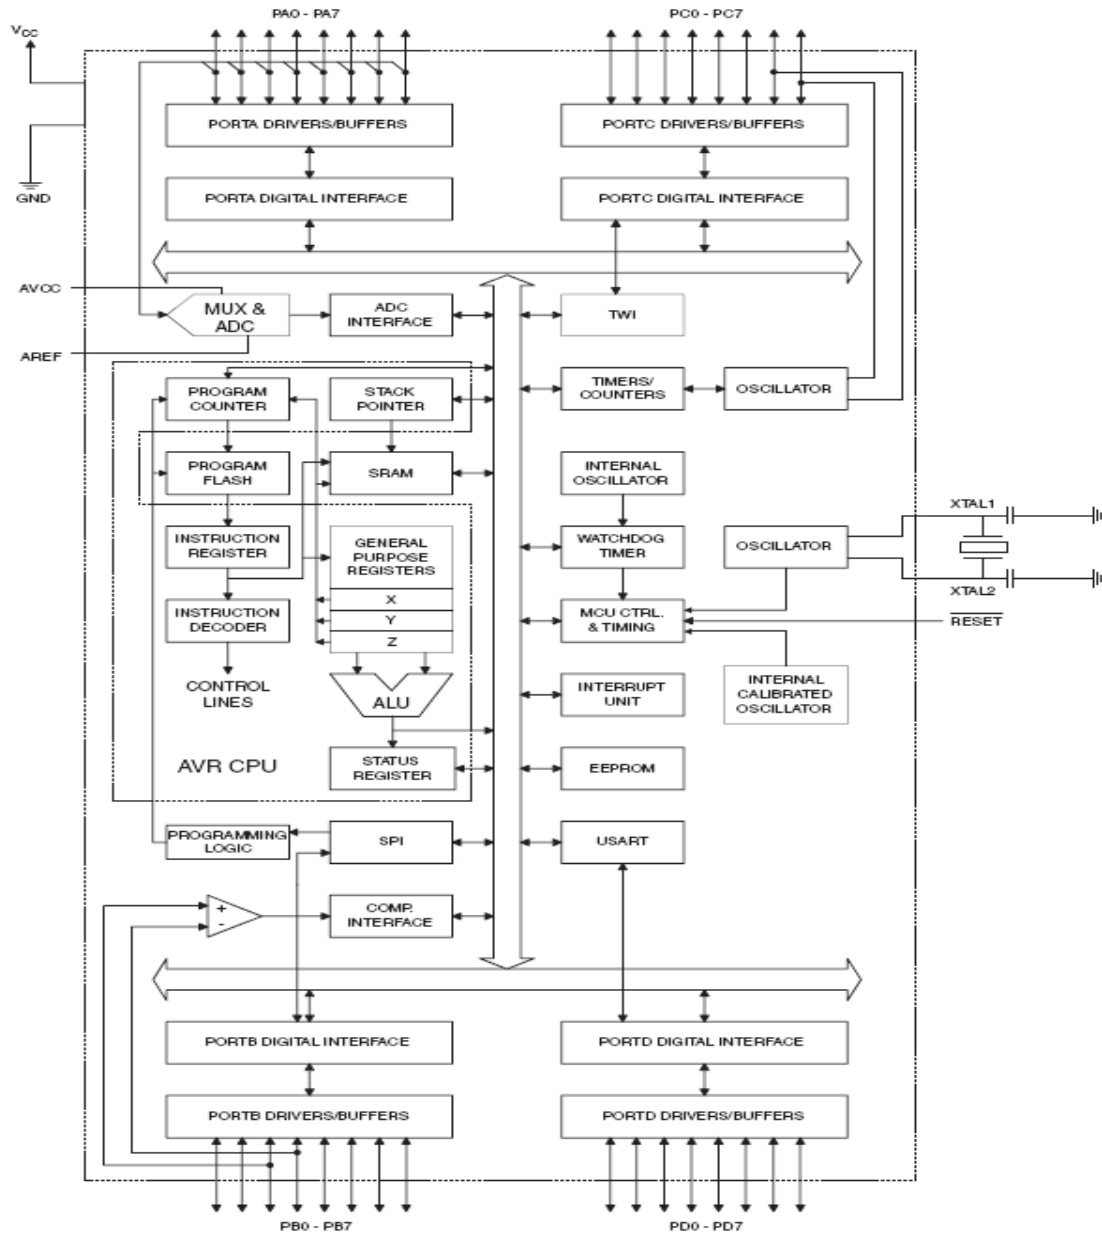 PA0 - PA7
PC0 - PC7
VCC
PORTA DRIVERS/BUFFERS
PORTC DRIVERS/BUFFERS
PORTA DIGITAL INTERFACE
PORTC DIGITAL INTERFACE
GND
AVCC
MUX &
ADC
ADC
INTERFACE
TWI
AREF
PROGRAM
COUNTER
STACK
POINTER
TIMERS/
COUNTERS
OSCILLATOR
PROGRAM
FLASH
SRAM
INTERNAL
OSCILLATOR
XTAL1
INSTRUCTION
REGISTER
GENERAL
PURPOSE
REGISTERS
WATCHDOG
TIMER
OSCILLATOR
XTAL2
X
INSTRUCTION
DECODER
Y
MCU CTRL.
& TIMING
RESET
Z
CONTROL
LINES
ALU
INTERRUPT
UNIT
INTERNAL
CALIBRATED
OSCILLATOR
AVR CPU
STATUS
REGISTER
EEPROM
PROGRAMMING
LOGIC
SPI
USART
+
-
COMP.
INTERFACE
PORTB DIGITAL INTERFACE
PORTD DIGITAL INTERFACE
PORTB DRIVERS/BUFFERS
PORTD DRIVERS/BUFFERS
PB0 - PB7
PD0 - PD7